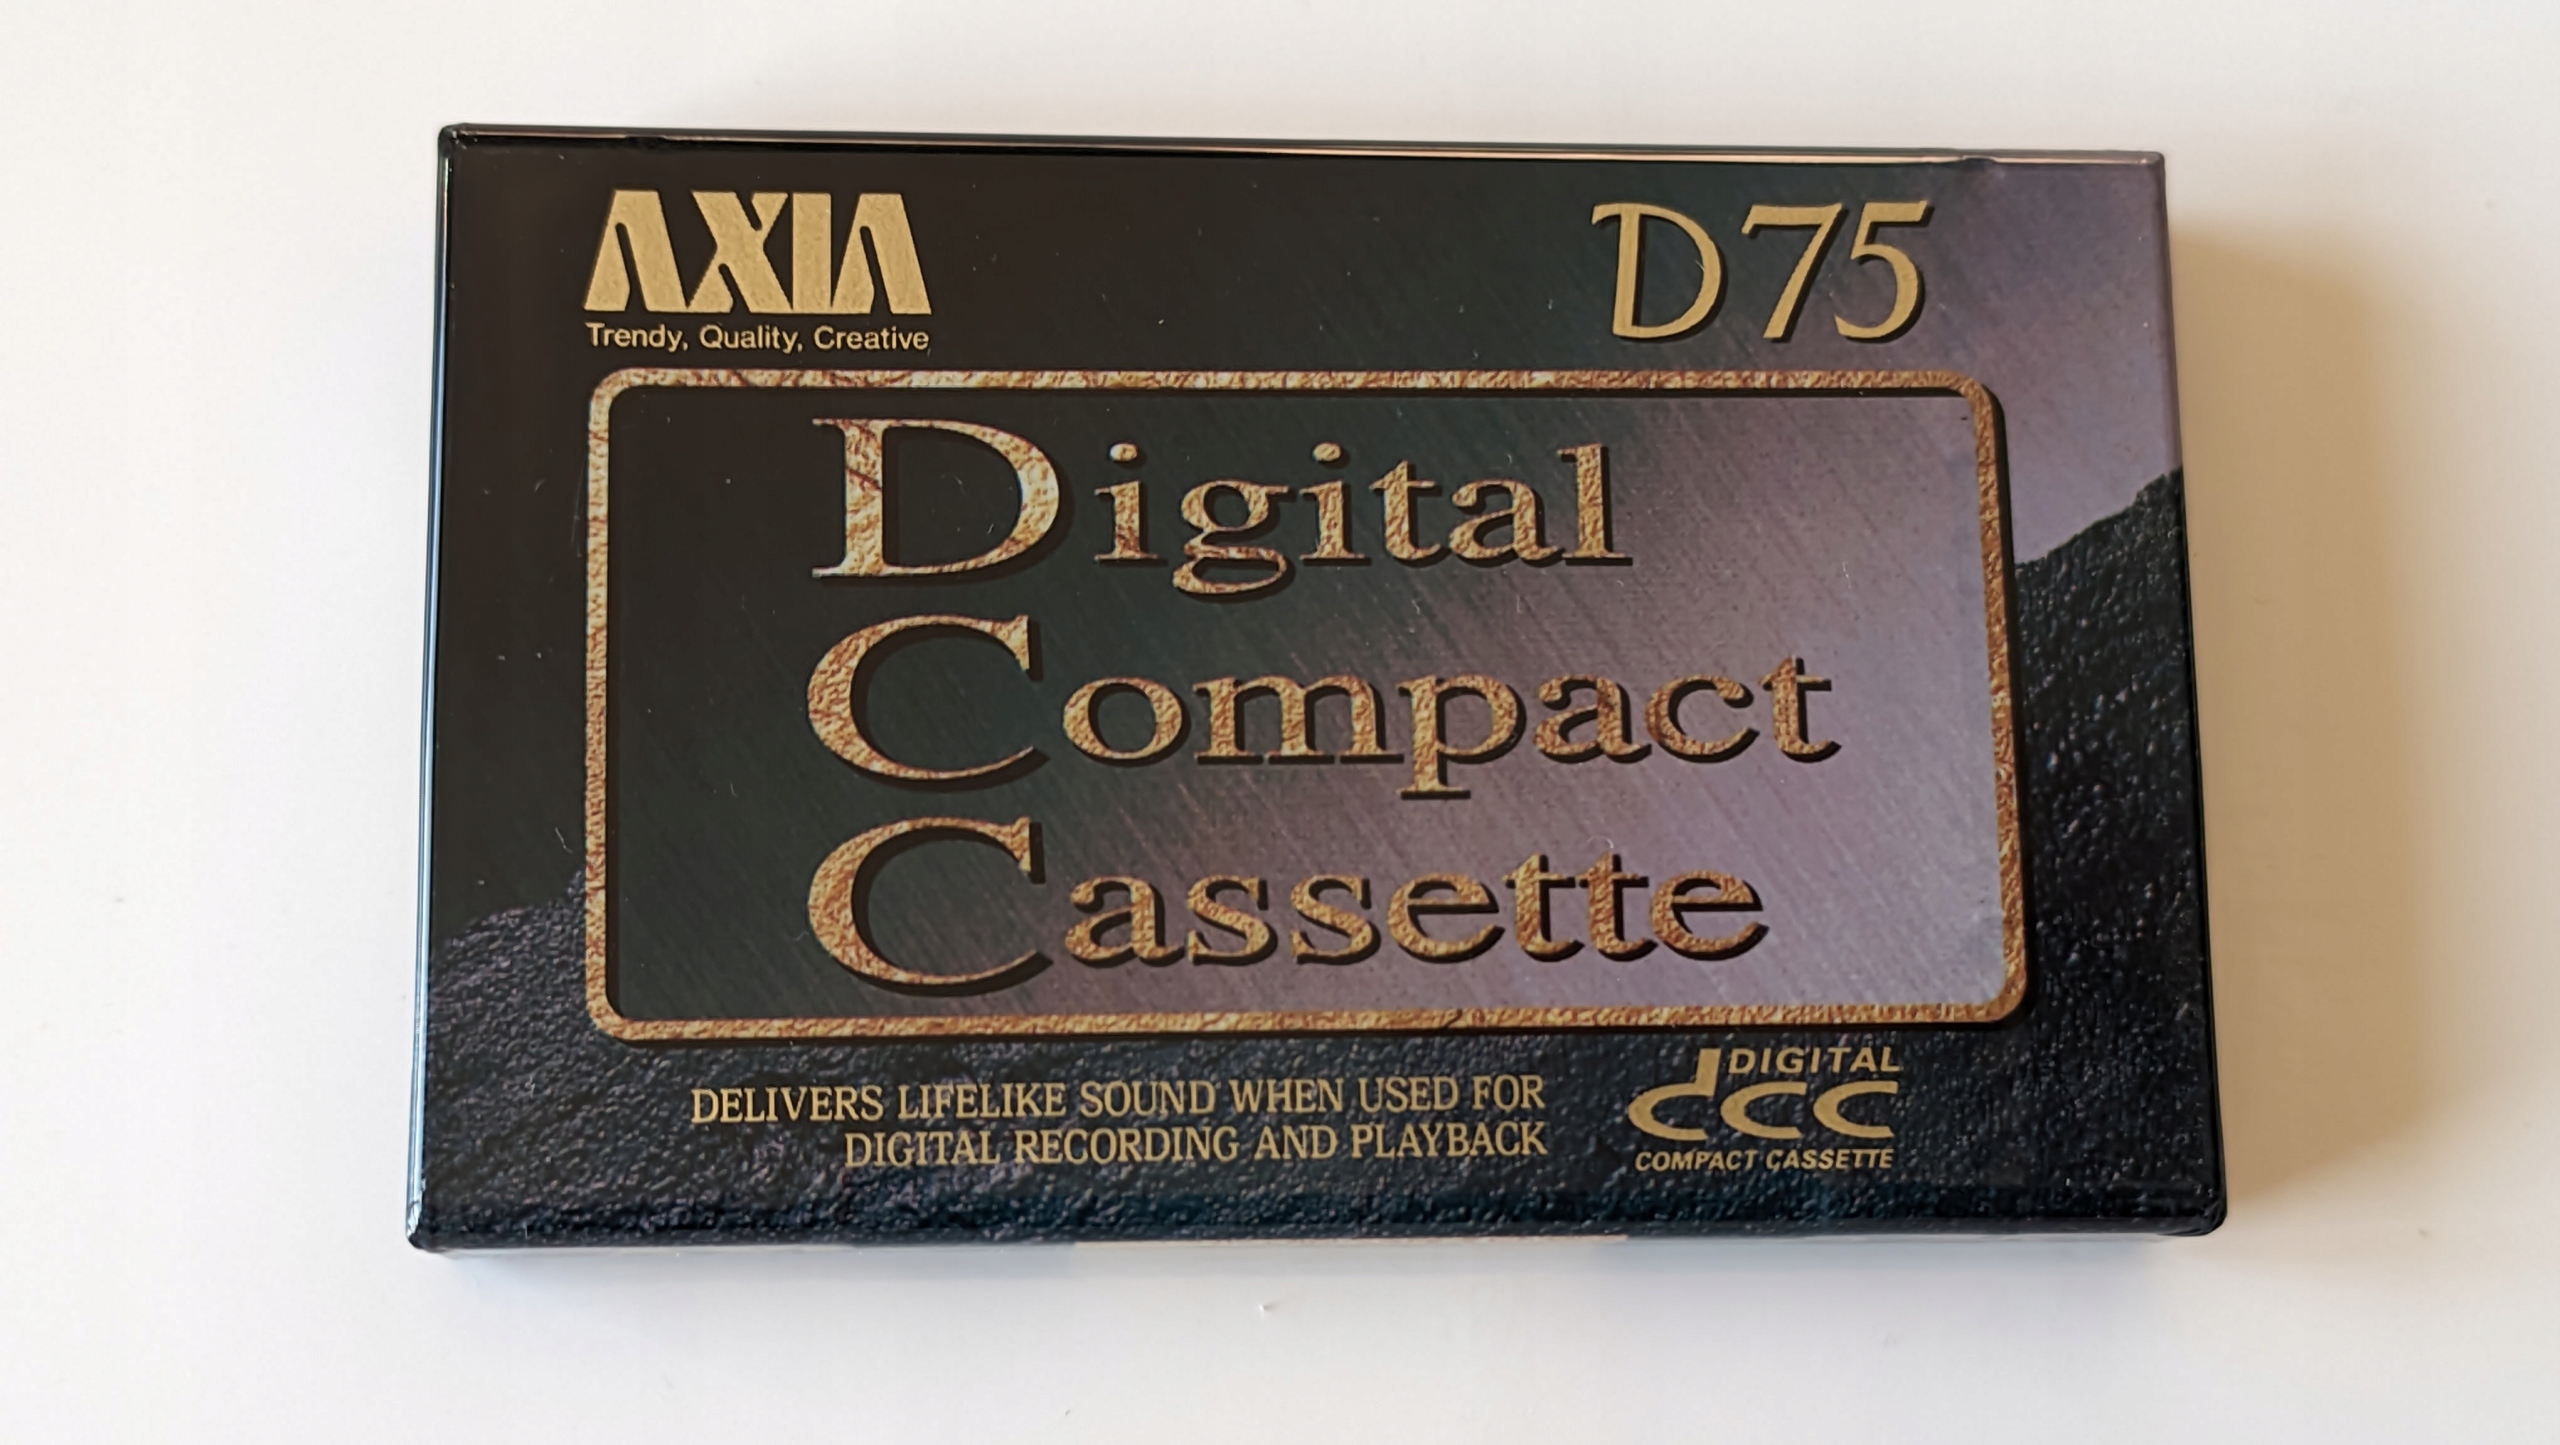 AXIA
Trendy, Quality, Creative
D75
Digital
Compact
Cassette
DELIVERS LIFELIKE SOUND WHEN USED FOR
DIGITAL RECORDING AND PLAYBACK
DIGITAL
dcc
COMPACT CASSETTE